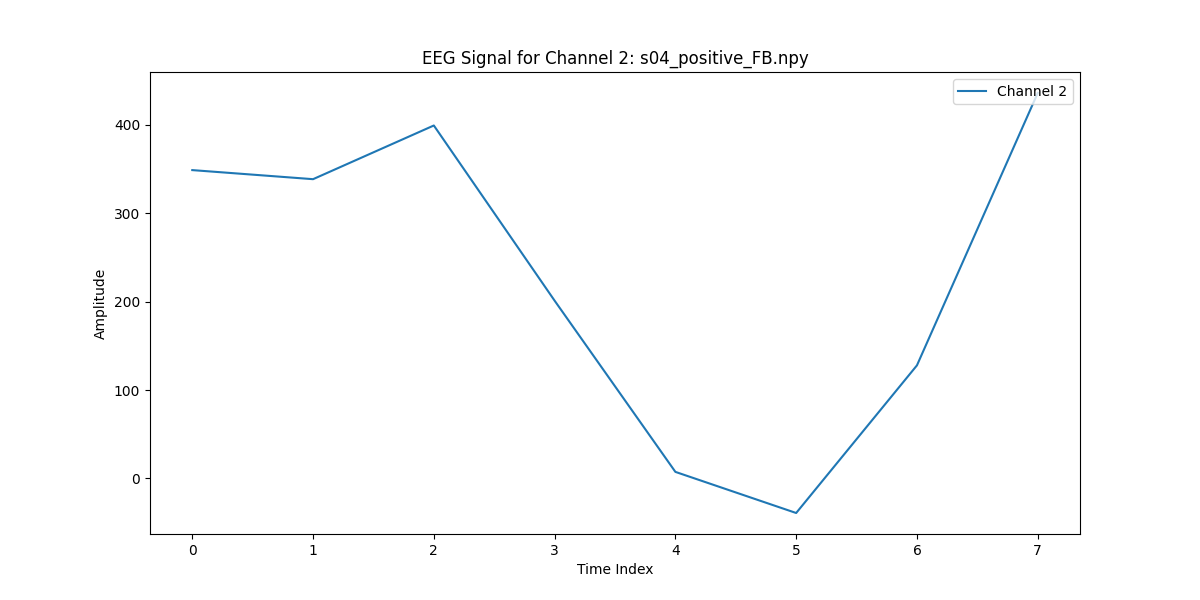 EEG Signal for Channel 2: s04_positive_FB.npy
Channel 2
400
300
200
100
0
Amplitude
0 1 2 3 4 5 6 7
Time Index